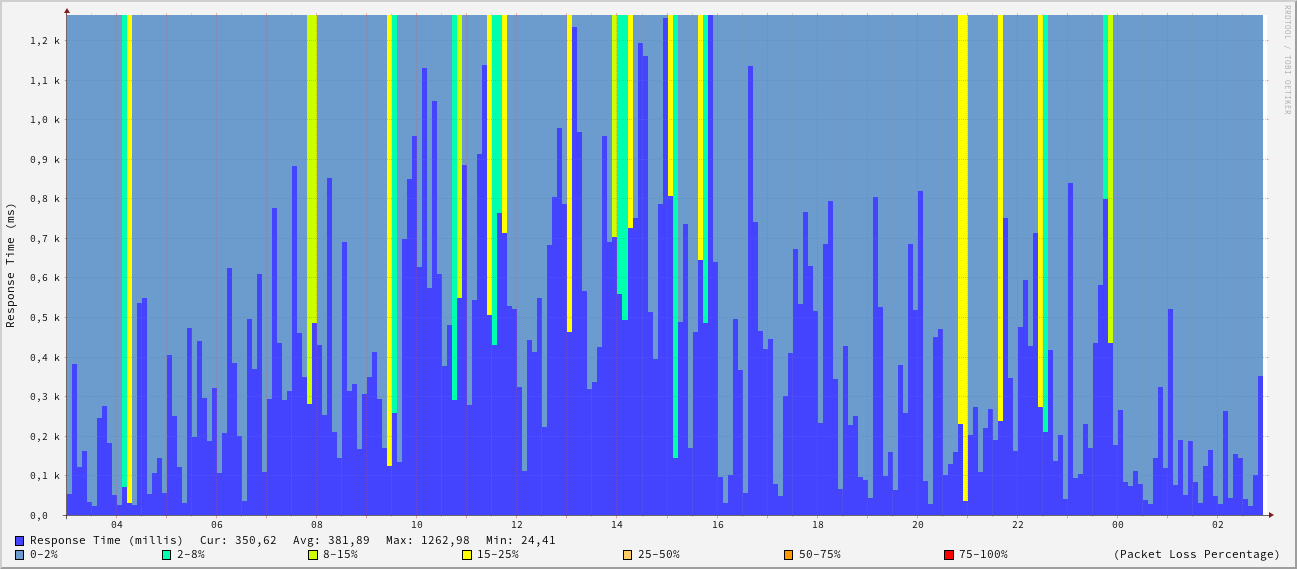 RRDTOOL / TOBI OETIKER
Response Time (ms)
1,2 k
1,1 k
1,0 k
0,9 k
0,8 k
0,7 k
0,6 k
0,5 k
0,4 k
0,3 k
0,2 k
0,1 k
0,0
04 06 08 10 12 14 16 18 20 22 00 02
Response Time (millis) Cur: 350,62 Avg: 381,89 Max: 1262,98 Min: 24,41
0-2% 2-8% 8-15% 15-25% 25-50% 50-75% 75-100% (Packet Loss Percentage)